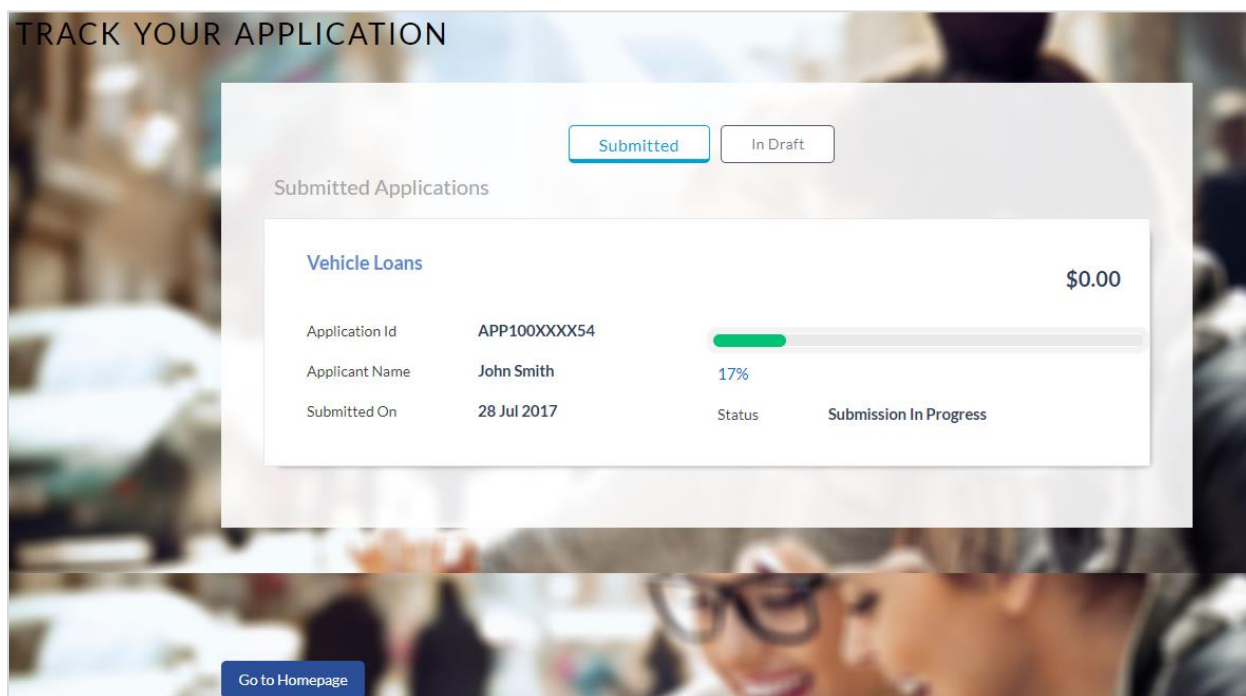 TRACK YOUR APPLICATION
Submitted In Draft
Submitted Applications
Vehicle Loans
$0.00
Application Id APP100XXXX54
Applicant Name John Smith
17%
Submitted On 28 Jul 2017
Status Submission In Progress
Go to Homepage